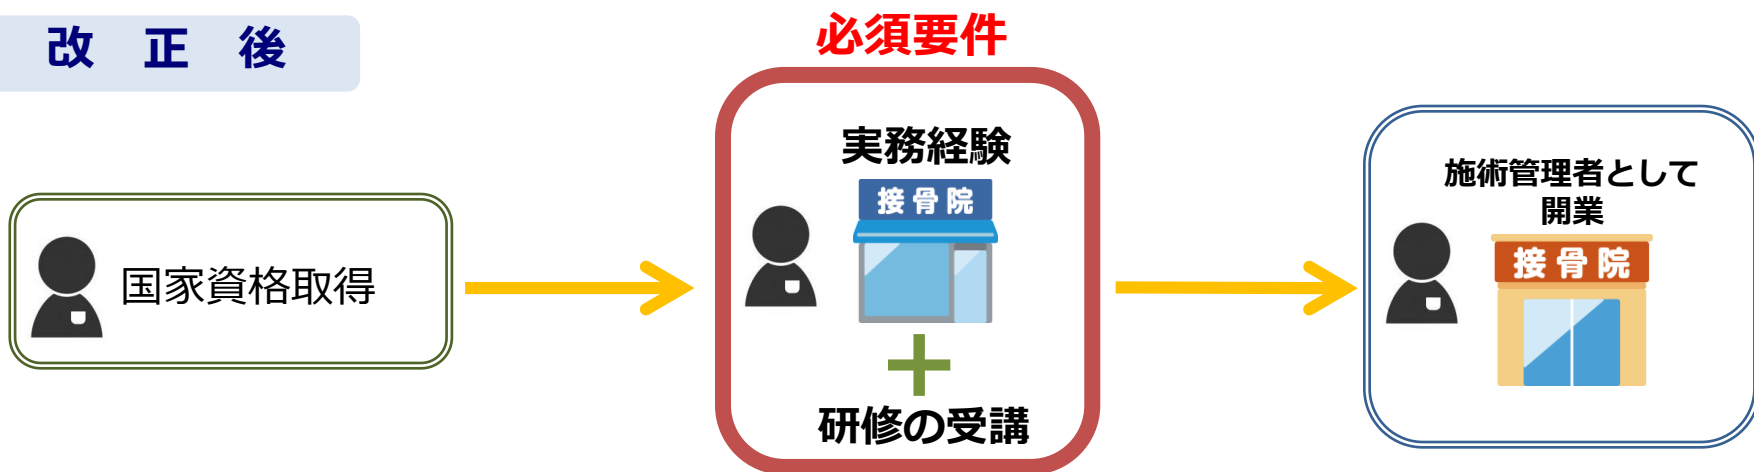 改正後
必須要件
国家資格取得
実務経験
接骨院
＋
研修の受講
施術管理者として
開業
接骨院